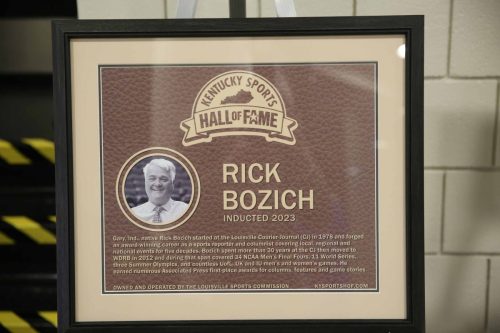 KENTUCKY SPORTS
HALL OF FAME
RICK
BOZICH
INDUCTED 2023
Gary, Ind., native Rick Bozich started at the Louisville Courier-Journal (CJ) in 1978 and forged
an award-winning career as a sports reporter and columnist covering local, regional and
national events for five decades. Bozich spent more than 30 years at the CJ then moved to
WDRB in 2012 and during that span covered 34 NCAA Men's Final Fours, 11 World Series,
three Summer Olympics, and countless UofL, UK and IU men's and women's games. He
earned numerous Associated Press first-place awards for columns, features and game stories
OWNED AND OPERATED BY THE LOUISVILLE SPORTS COMMISSION
KYSPORTSHOF.COM